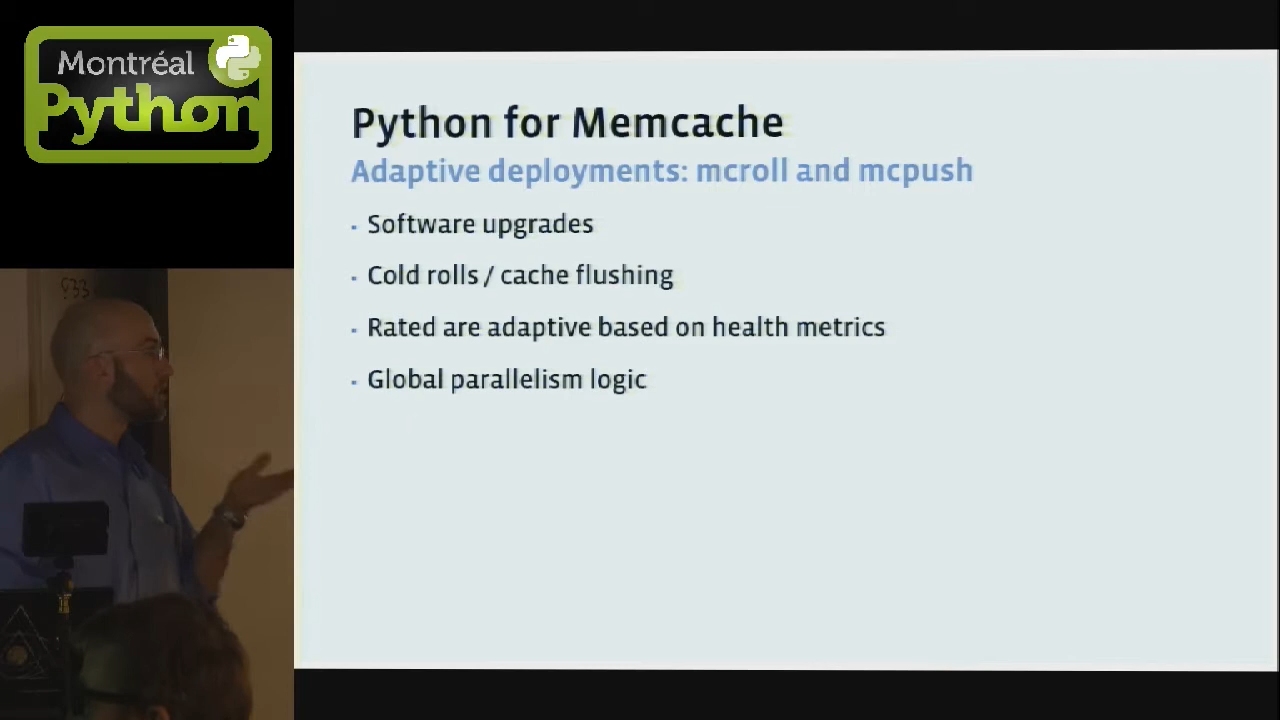 Montréal
Python
Python for Memcache
Adaptive deployments: mcroll and mcpush
Software upgrades
Cold rolls / cache flushing
Rated are adaptive based on health metrics
Global parallelism logic
933